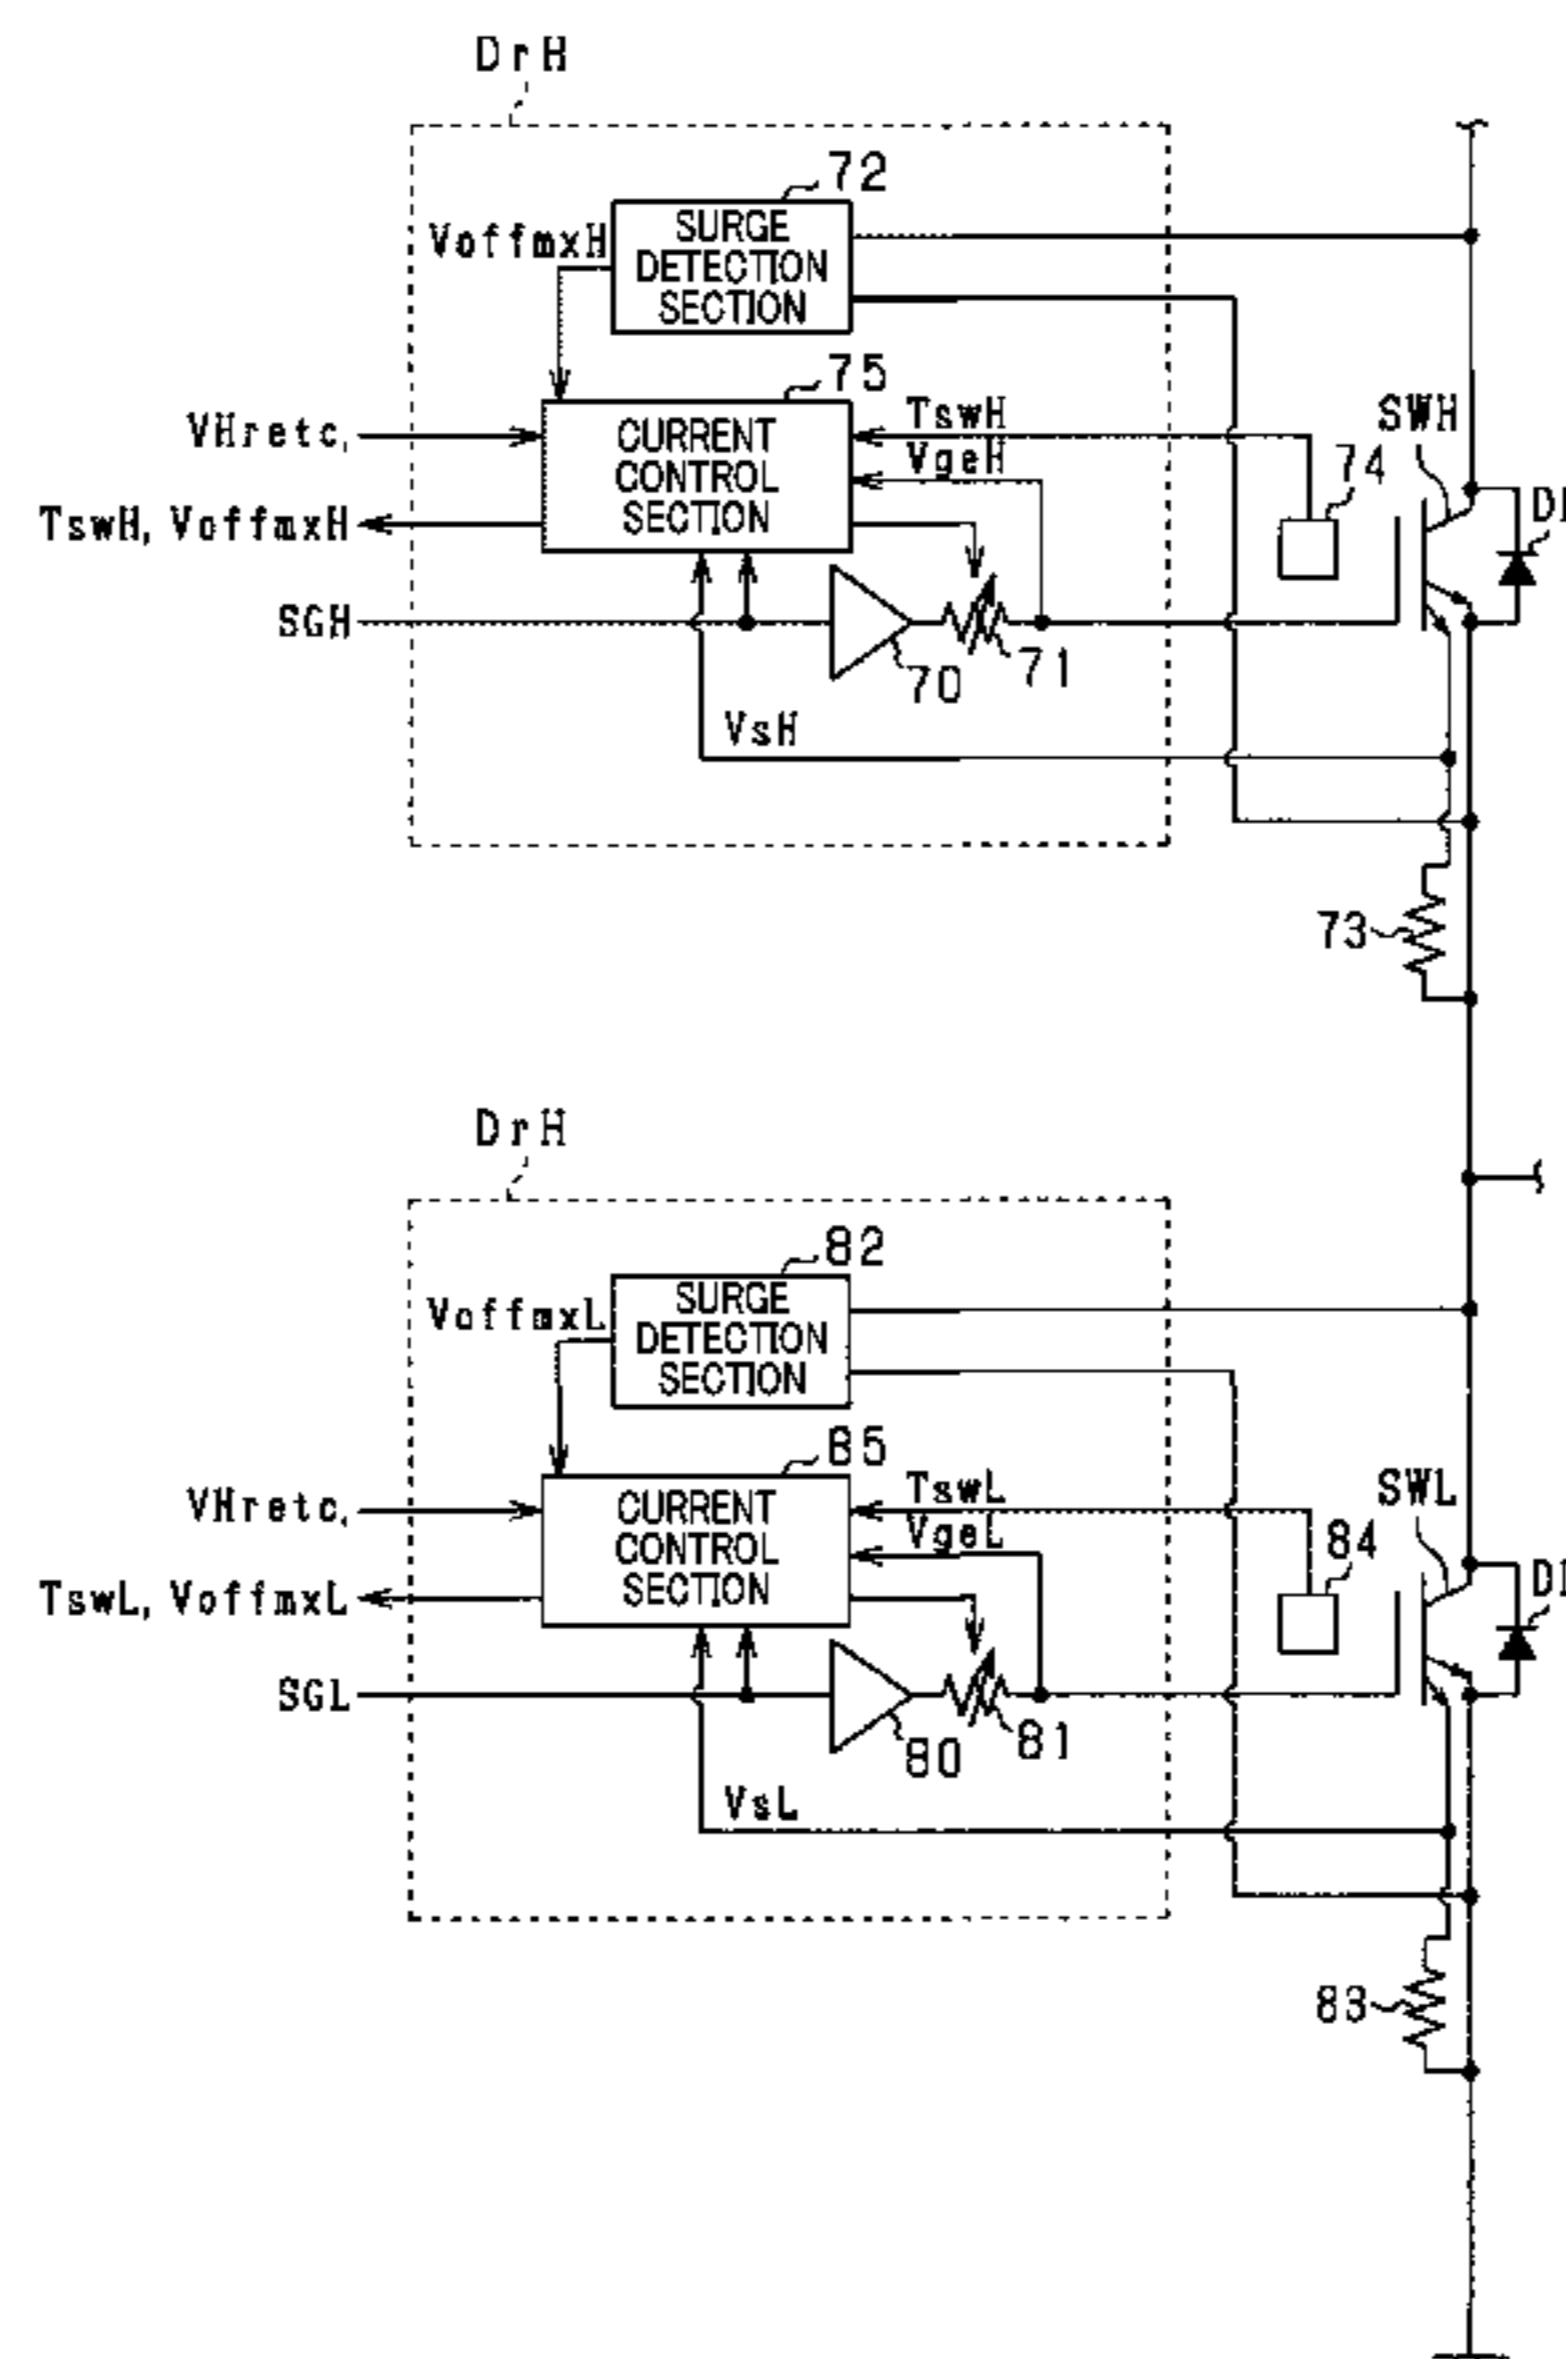 DrH
72
SURGE
DETECTION
SECTION
VoffmxH
75
CURRENT
CONTROL
SECTION
VHretc,
TswH
VgeH
SWH
74
TswH, VoffmxH
SGH
70
71
VsH
73
DrH
82
SURGE
DETECTION
SECTION
VoffmxL
85
CURRENT
CONTROL
SECTION
VHretc,
TswL
VgeL
SWL
84
TswL, VoffmxL
SGL
80
81
VsL
83